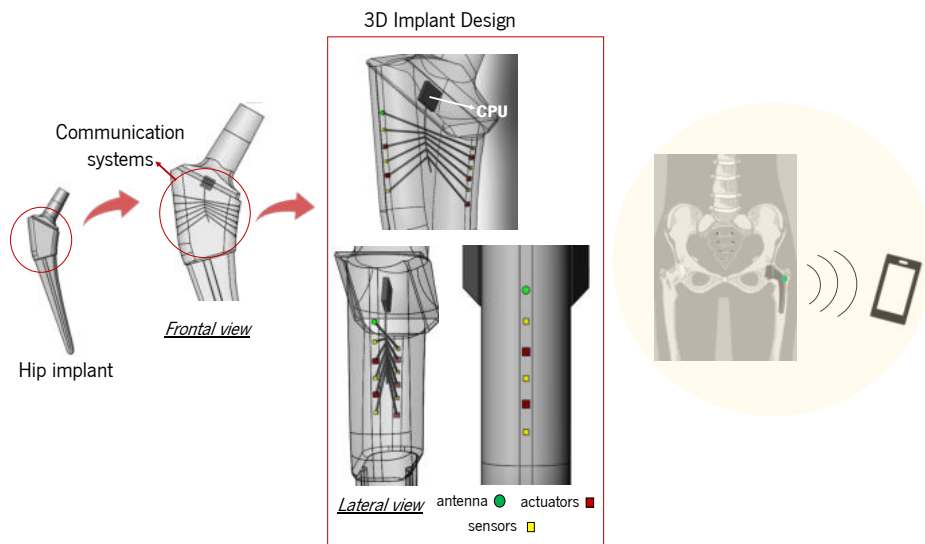 3D Implant Design
CPU
Communication
systems
Frontal view
Hip implant
Lateral view
antenna
actuators
sensors